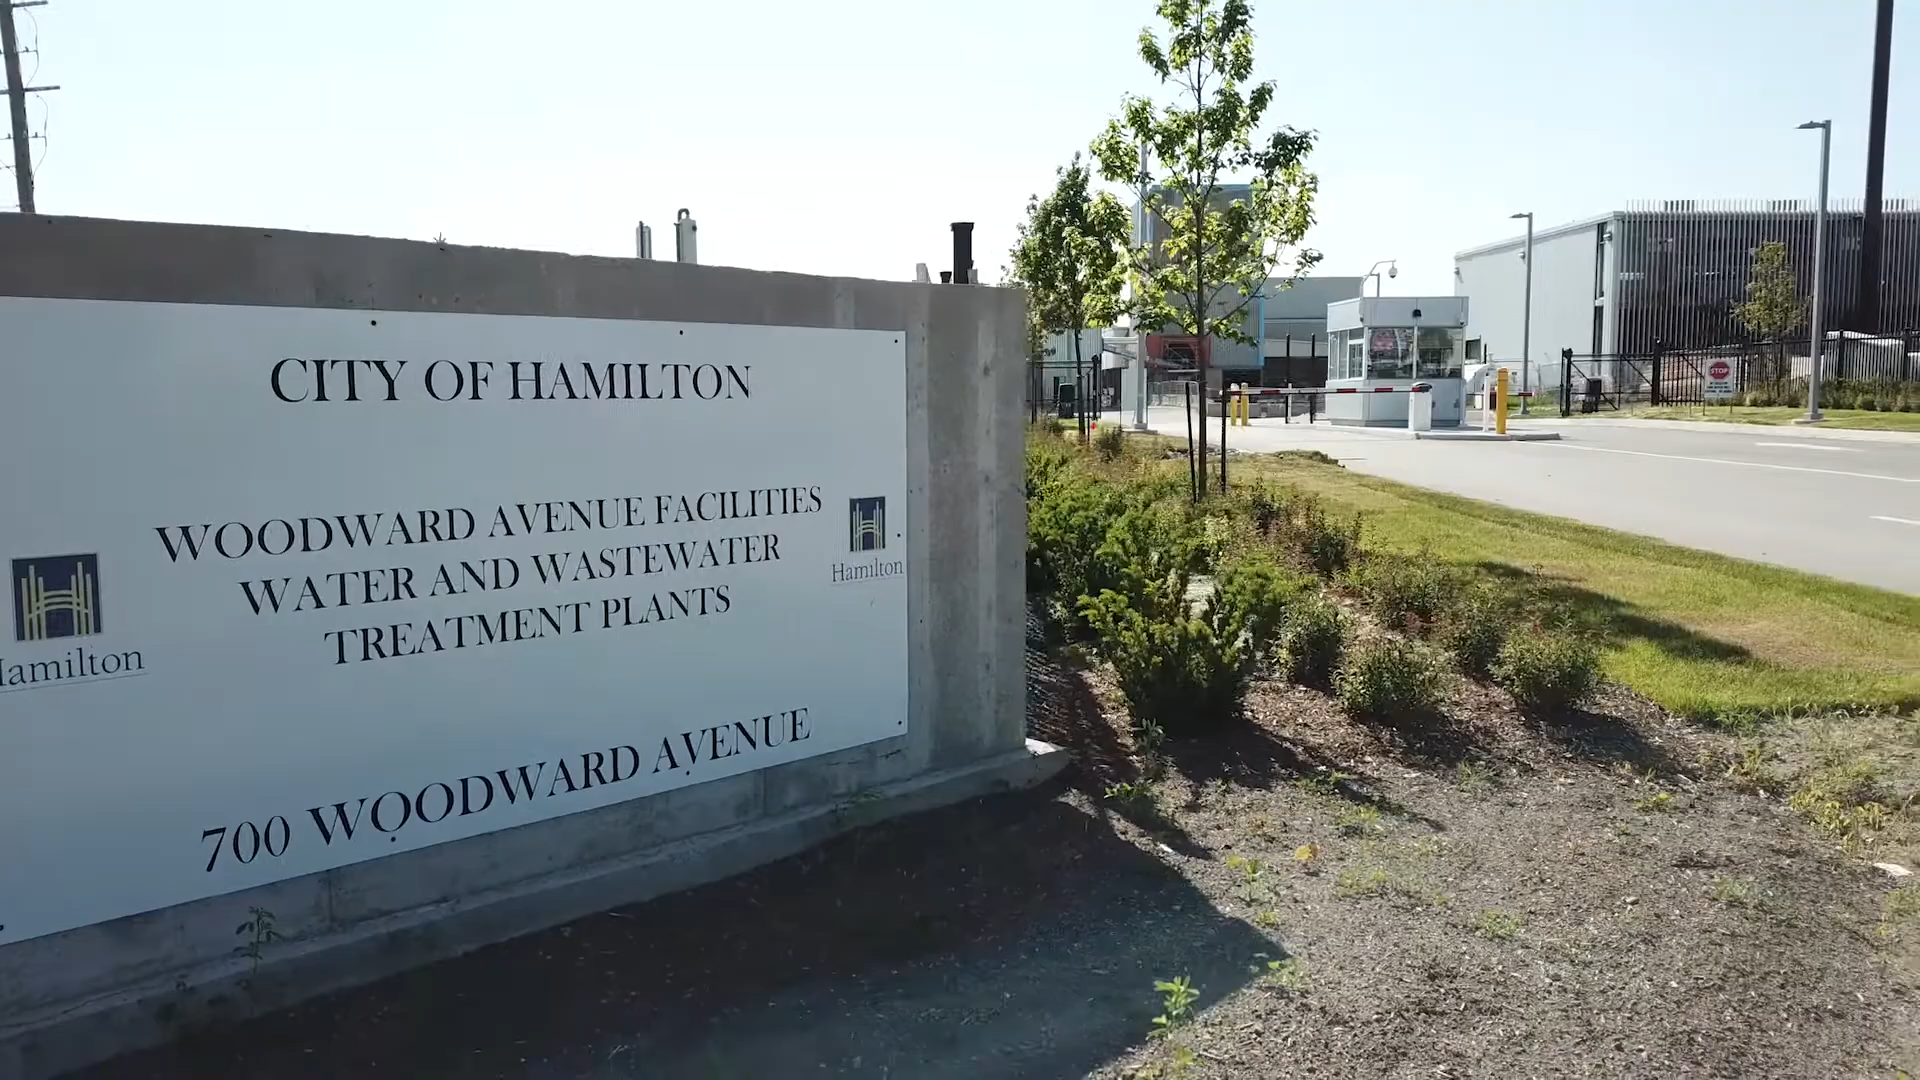 CITY OF HAMILTON
WOODWARD AVENUE FACILITIES
WATER AND WASTEWATER
TREATMENT PLANTS
Hamilton
Hamilton
700 WOODWARD AVENUE
STOP